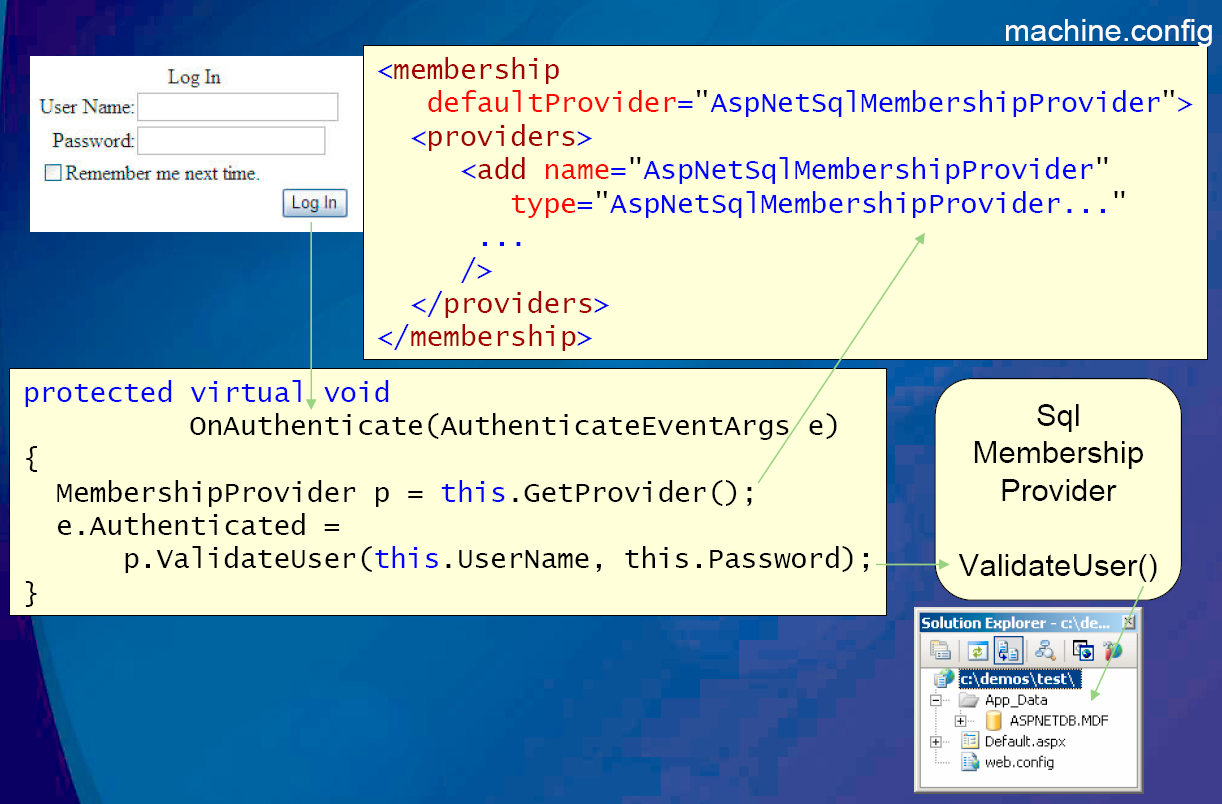 machine.config
Log In
User Name:
Password:
Remember me next time.
Log In
<membership
defaultProvider="AspNetSqlMembershipProvider">
<providers>
<add name="AspNetSqlMembershipProvider"
type="AspNetSqlMembershipProvider..."
...
/>
</providers>
</membership>
protected virtual void
OnAuthenticate(AuthenticateEventArgs e)
{
MembershipProvider p = this.GetProvider();
e.Authenticated =
p.ValidateUser(this.UserName, this.Password);
}
Sql
Membership
Provider
ValidateUser()
Solution Explorer - c:\de...
c:\demos\test\
App_Data
ASPNETDB.MDF
Default.aspx
web.config